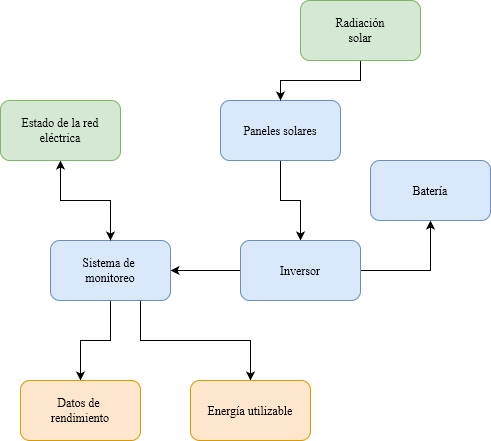 Radiación
solar
Estado de la red
eléctrica
Paneles solares
Batería
Sistema de
monitoreo
Inversor
Datos de
rendimiento
Energía utilizable